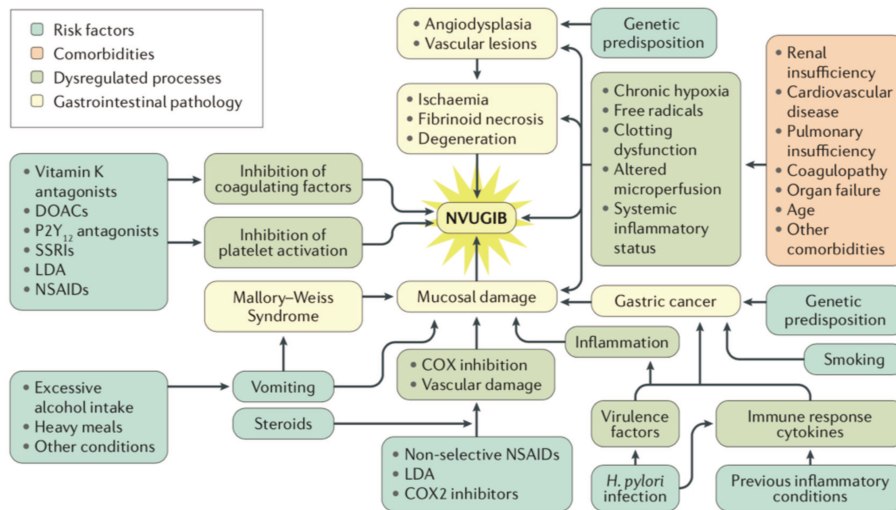 Risk factors
Comorbidities
Dysregulated processes
Gastrointestinal pathology
• Angiodysplasia
• Vascular lesions
Genetic
predisposition
• Ischaemia
• Fibrinoid necrosis
• Degeneration
• Chronic hypoxia
• Free radicals
• Clotting
dysfunction
• Altered
microperfusion
• Systemic
inflammatory
status
• Renal
insufficiency
• Cardiovascular
disease
• Pulmonary
insufficiency
• Coagulopathy
• Organ failure
• Age
• Other
comorbidities
• Vitamin K
antagonists
• DOACs
• P2Y₁₂ antagonists
• SSRIs
• LDA
• NSAIDs
Inhibition of
coagulating factors
Inhibition of
platelet activation
NVUGIB
Mallory–Weiss
Syndrome
Mucosal damage
Gastric cancer
Genetic
predisposition
Inflammation
Smoking
• COX inhibition
• Vascular damage
• Excessive
alcohol intake
• Heavy meals
• Other conditions
Vomiting
Steroids
Virulence
factors
Immune response
cytokines
• Non-selective NSAIDs
• LDA
• COX2 inhibitors
H. pylori
infection
Previous inflammatory
conditions